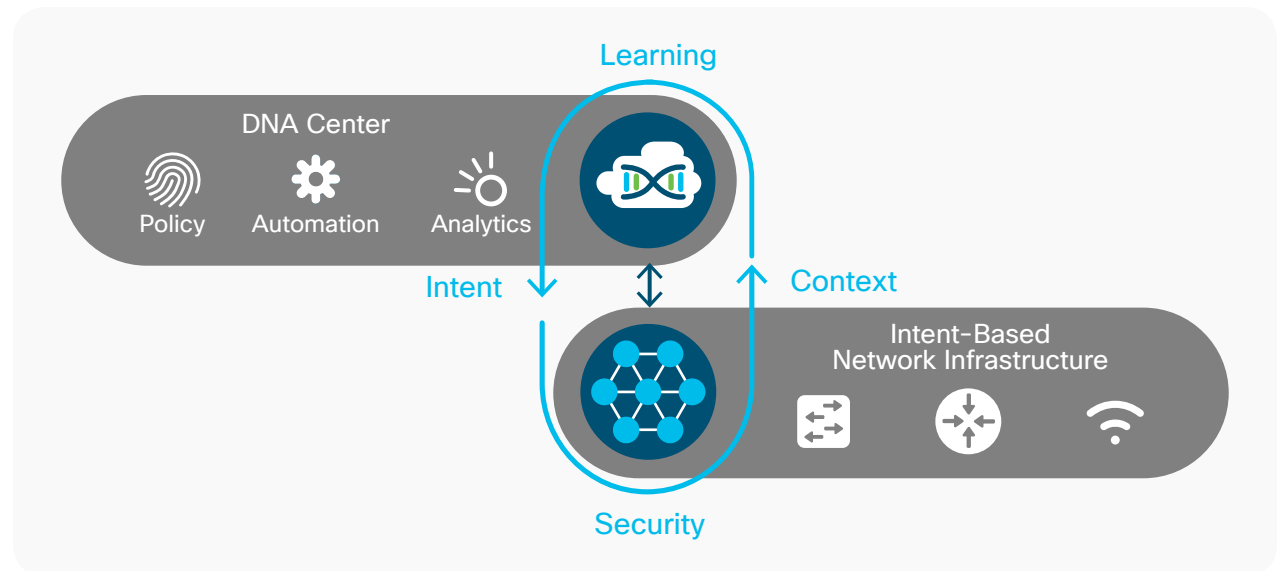 Learning
DNA Center
Policy
Automation
Analytics
Intent
Context
Intent-Based
Network Infrastructure
Security